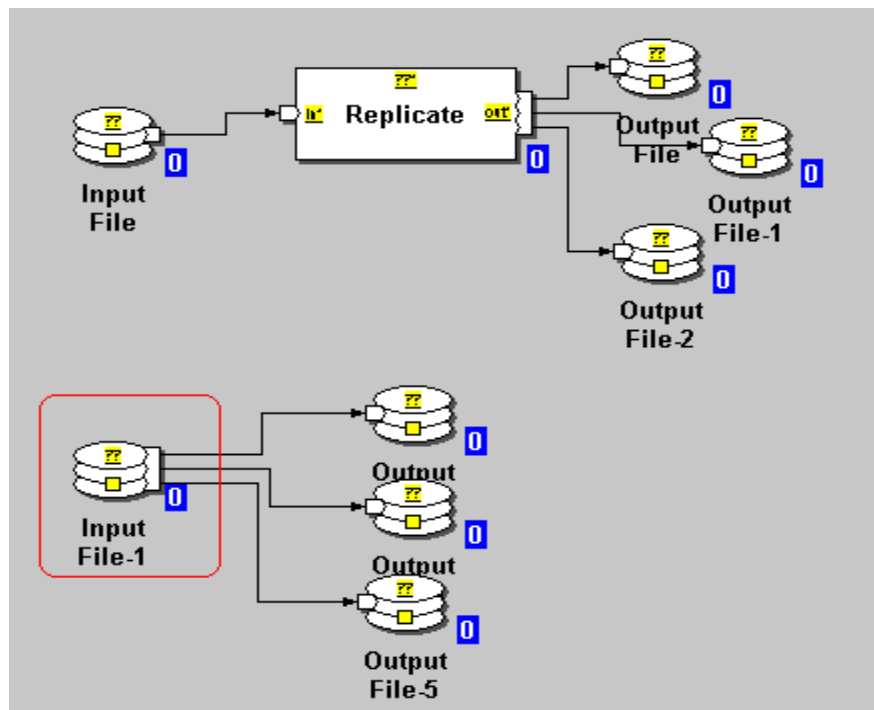 ??
0
??*
in*
Replicate
out*
0
??
0
Input
File
Output
File
??
0
Output
File-1
??
0
Output
File-2
??
0
Input
File-1
??
0
Output
??
0
Output
??
0
Output
File-5